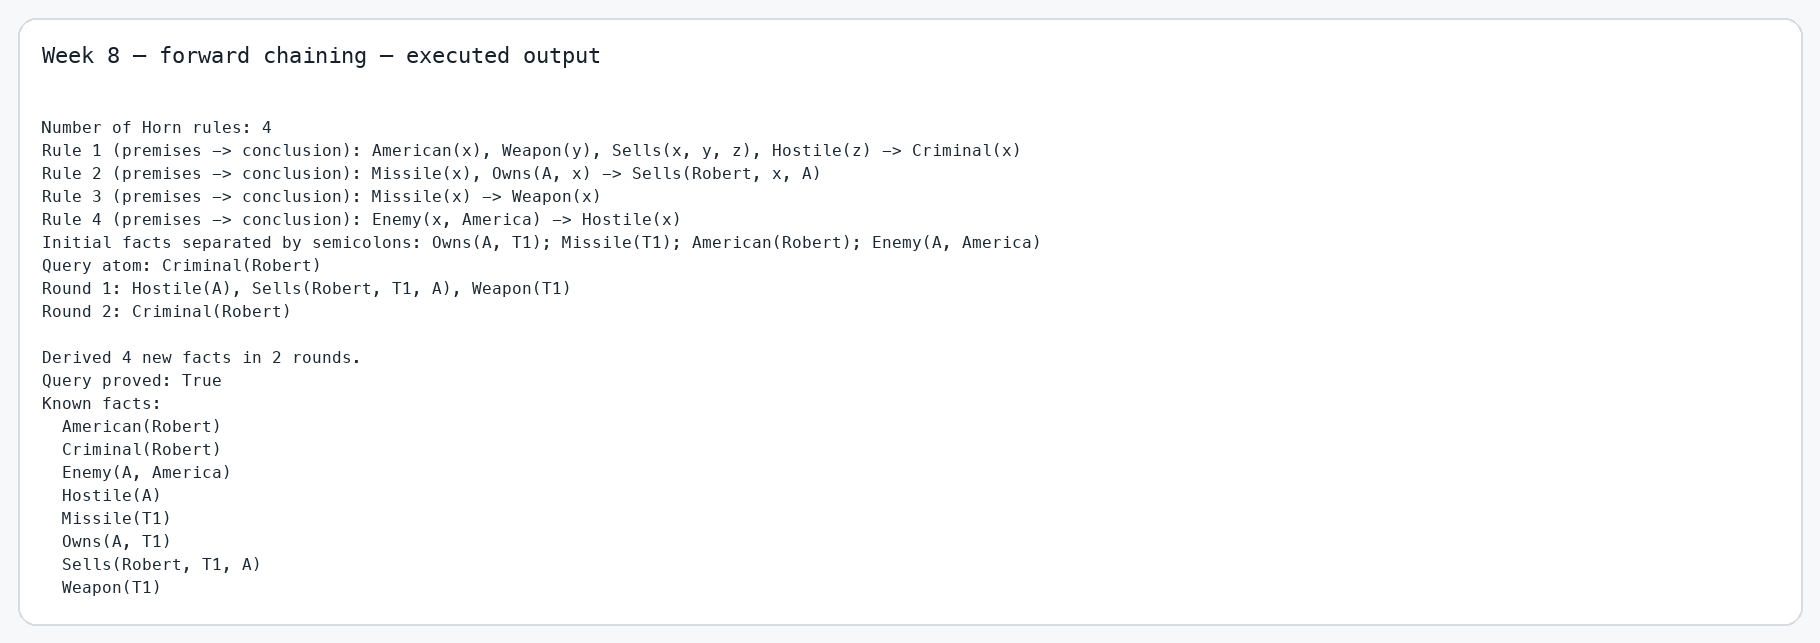 Week 8 — forward chaining — executed output
Number of Horn rules: 4
Rule 1 (premises —> conclusion): American(x), Weapon(y), Sells(x, y, z), Hostile(z) —> Criminal(x)
Rule 2 (premises —> conclusion): Missile(x), Owns(A, x) —> Sells(Robert, x, A)
Rule 3 (premises —> conclusion): Missile(x) —> Weapon(x)
Rule 4 (premises —> conclusion): Enemy(x, America) —> Hostile(x)
Initial facts separated by semicolons: Owns(A, T1); Missile(T1); American(Robert); Enemy(A, America)
Query atom: Criminal(Robert)
Round 1: Hostile(A), Sells(Robert, T1, A), Weapon(T1)
Round 2: Criminal(Robert)
Derived 4 new facts in 2 rounds.
Query proved: True
Known facts:
American(Robert)
Criminal(Robert)
Enemy(A, America)
Hostile(A)
Missile(T1)
Owns(A, T1)
Sells(Robert, T1, A)
Weapon(T1)